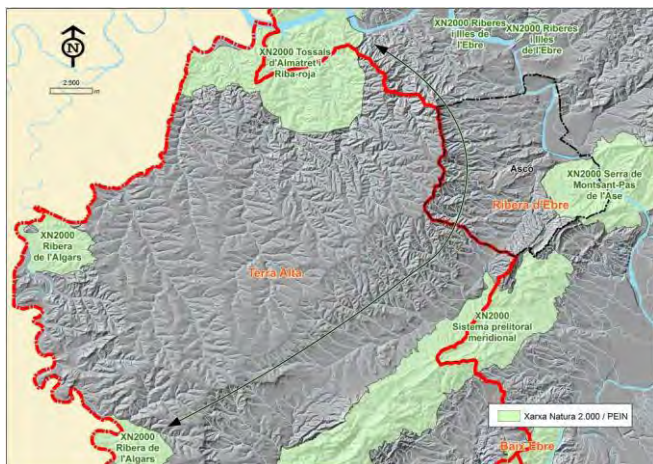 N
2.500
m
XN2000 Tossals
d'Almatret i
Riba-roja
XN2000 Riberes
i Illes de
l'Ebre
XN2000 Riberes
i Illes
de l'Ebre
Ascó
XN2000 Serra de
Montsant-Pas
de l'Ase
Ribera d'Ebre
XN2000
Ribera
de l'Algars
Terra Alta
XN2000
Sistema prelitoral
meridional
Xarxa Natura 2.000 / PEIN
XN2000
Ribera de
l'Algars
Baix Ebre